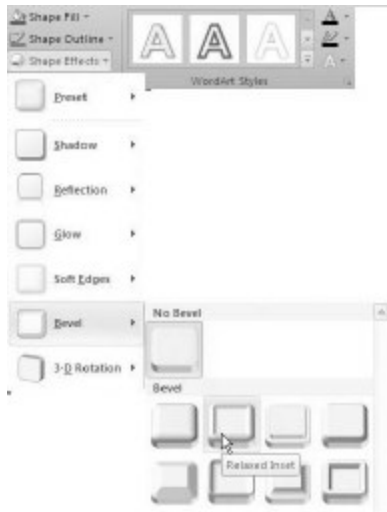 Shape Fill
Shape Outline
Shape Effects
A A A A
A
WordArt Styles
Preset
Shadow
Reflection
Glow
Soft Edges
Bevel
3-D Rotation
No Bevel
Bevel
Relaxed Inset